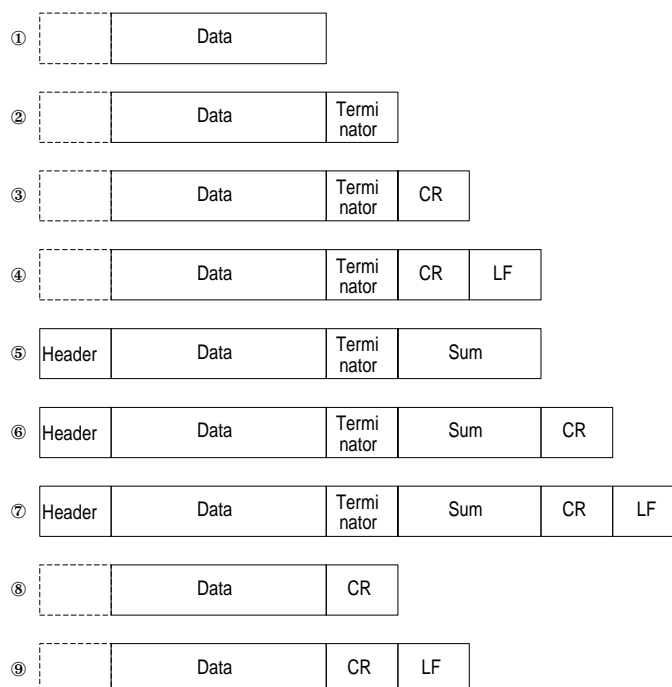 ① Data
② Data Termi
nator
③ Data Termi
nator CR
④ Data Termi
nator CR LF
⑤ Header Data Termi
nator Sum
⑥ Header Data Termi
nator Sum CR
⑦ Header Data Termi
nator Sum CR LF
⑧ Data CR
⑨ Data CR LF